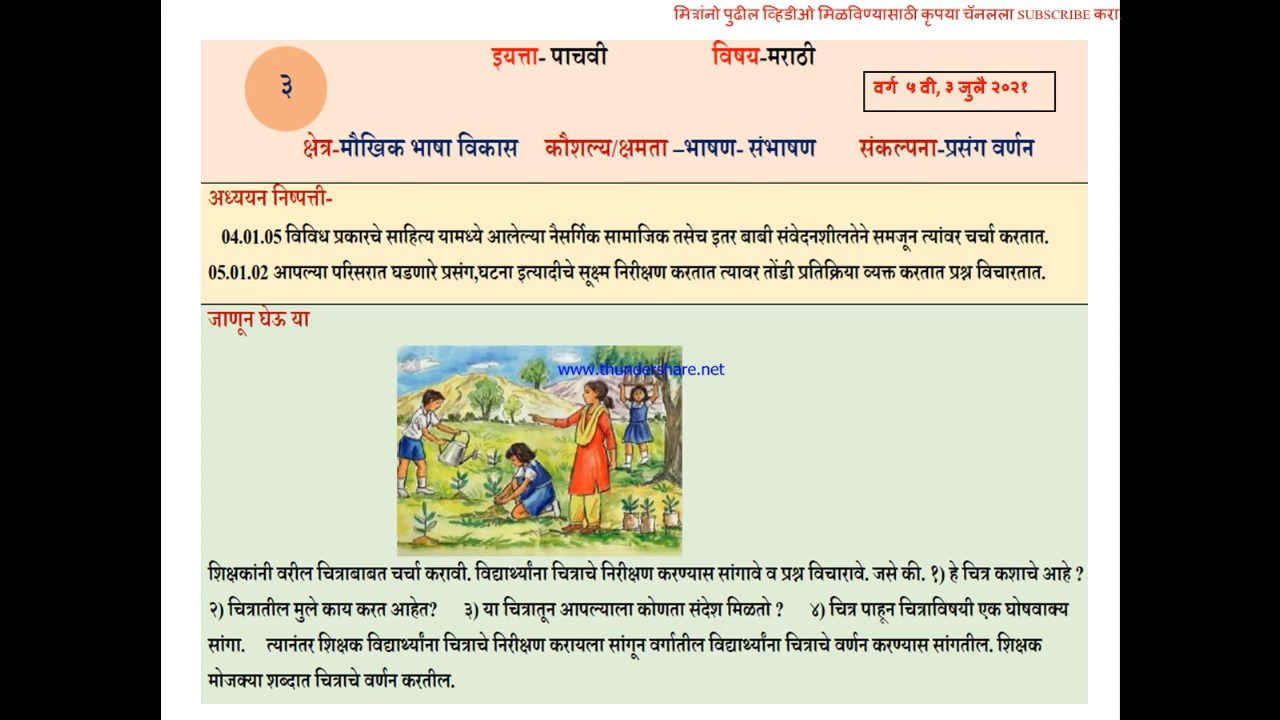 मित्रांनो पुढील व्हिडीओ मिळविण्यासाठी कृपया चॅनलला SUBSCRIBE करा
इयत्ता- पाचवी विषय-मराठी
३
वर्ग ५ वी, ३ जुलै २०२१
क्षेत्र-मौखिक भाषा विकास कौशल्य/क्षमता –भाषण- संभाषण संकल्पना-प्रसंग वर्णन
अध्ययन निष्पत्ती-
04.01.05 विविध प्रकारचे साहित्य यामध्ये आलेल्या नैसर्गिक सामाजिक तसेच इतर बाबी संवेदनशीलतेने समजून त्यांवर चर्चा करतात.
05.01.02 आपल्या परिसरात घडणारे प्रसंग,घटना इत्यादीचे सूक्ष्म निरीक्षण करतात त्यावर तोंडी प्रतिक्रिया व्यक्त करतात प्रश्न विचारतात.
जाणून घेऊ या
www.thundershare.net
शिक्षकांनी वरील चित्राबाबत चर्चा करावी. विद्यार्थ्यांना चित्राचे निरीक्षण करण्यास सांगावे व प्रश्न विचारावे. जसे की. १) हे चित्र कशाचे आहे ?
२) चित्रातील मुले काय करत आहेत? ३) या चित्रातून आपल्याला कोणता संदेश मिळतो ? ४) चित्र पाहून चित्राविषयी एक घोषवाक्य
सांगा. त्यानंतर शिक्षक विद्यार्थ्यांना चित्राचे निरीक्षण करायला सांगून वर्गातील विद्यार्थ्यांना चित्राचे वर्णन करण्यास सांगतील. शिक्षक
मोजक्या शब्दात चित्राचे वर्णन करतील.